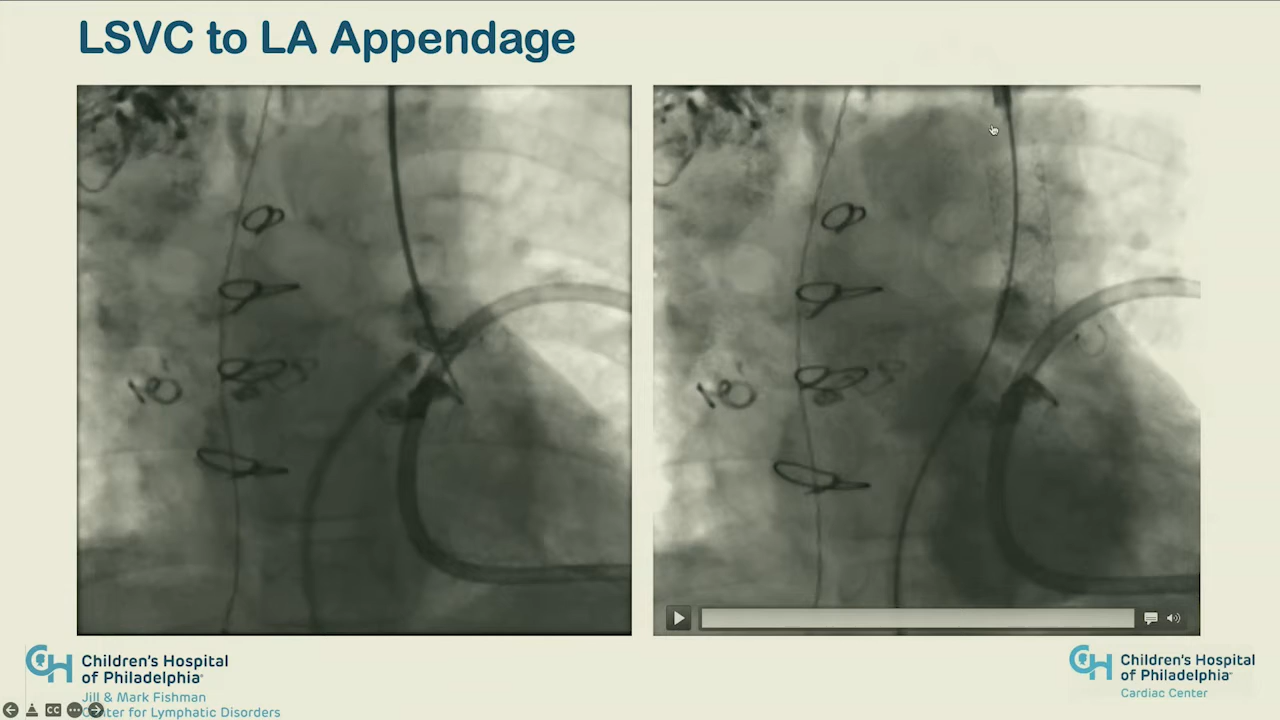 LSVC to LA Appendage
Children's Hospital
of Philadelphia
Jill & Mark Fishman
Center for Lymphatic Disorders
Children's Hospital
of Philadelphia
Cardiac Center
CC